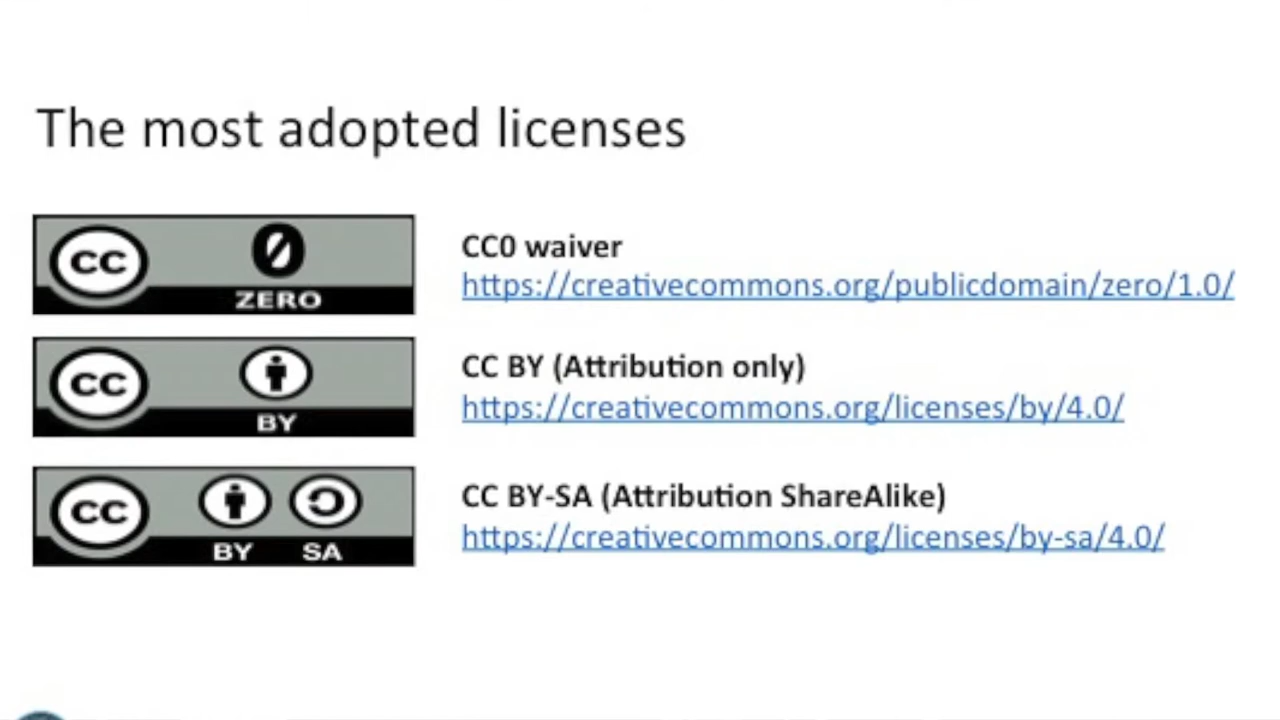 The most adopted licenses
CC ZERO
CC0 waiver
https://creativecommons.org/publicdomain/zero/1.0/
CC BY
CC BY (Attribution only)
https://creativecommons.org/licenses/by/4.0/
CC BY SA
CC BY-SA (Attribution ShareAlike)
https://creativecommons.org/licenses/by-sa/4.0/